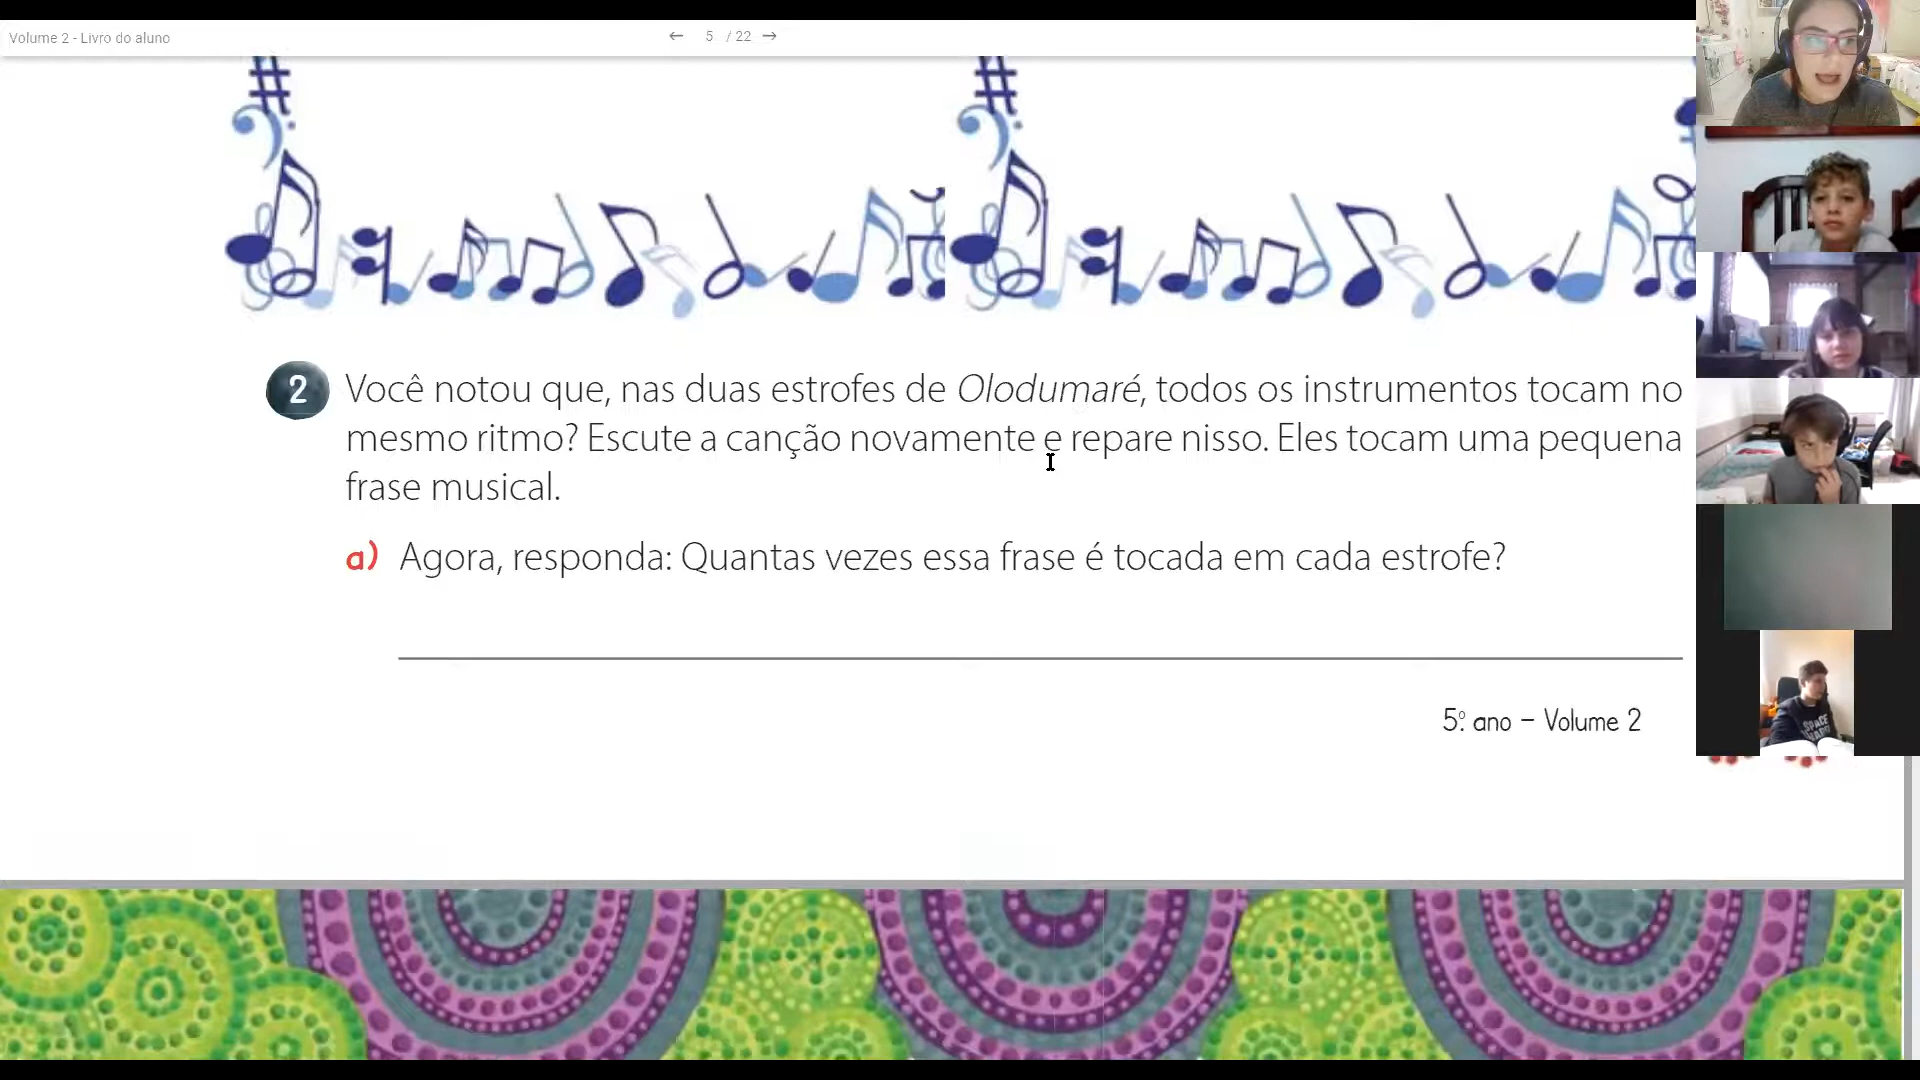 Volume 2 - Livro do aluno
← 5 / 22 →
2 Você notou que, nas duas estrofes de Olodumaré, todos os instrumentos tocam no
mesmo ritmo? Escute a canção novamente e repare nisso. Eles tocam uma pequena
frase musical.
a) Agora, responda: Quantas vezes essa frase é tocada em cada estrofe?
5º. ano – Volume 2
SPACE